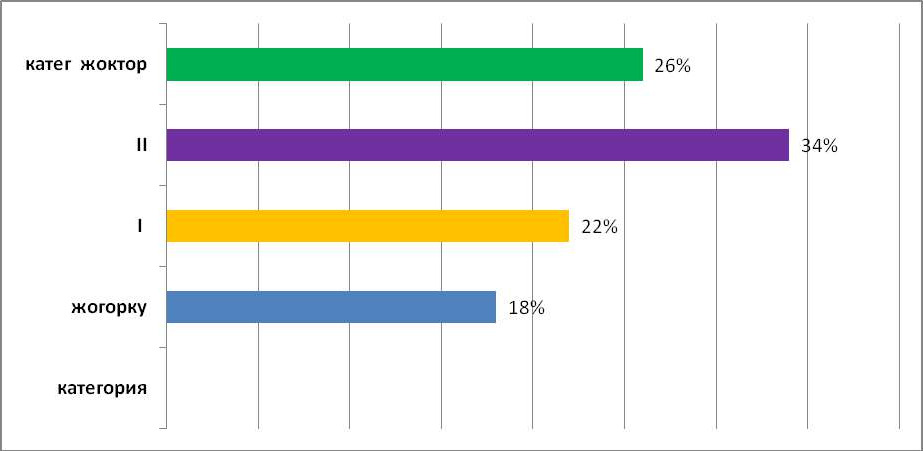 катег жоктор
26%
II
34%
I
22%
жогорку
18%
категория